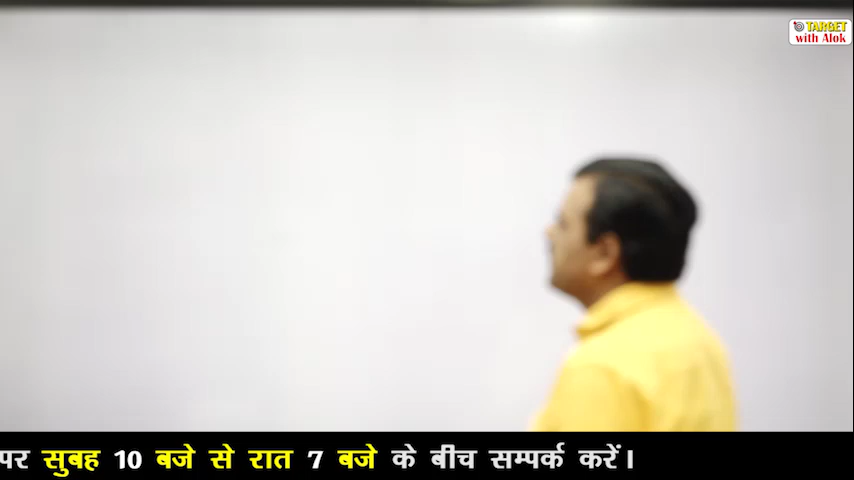 TARGET
with Alok
पर सुबह 10 बजे से रात 7 बजे के बीच सम्पर्क करें।